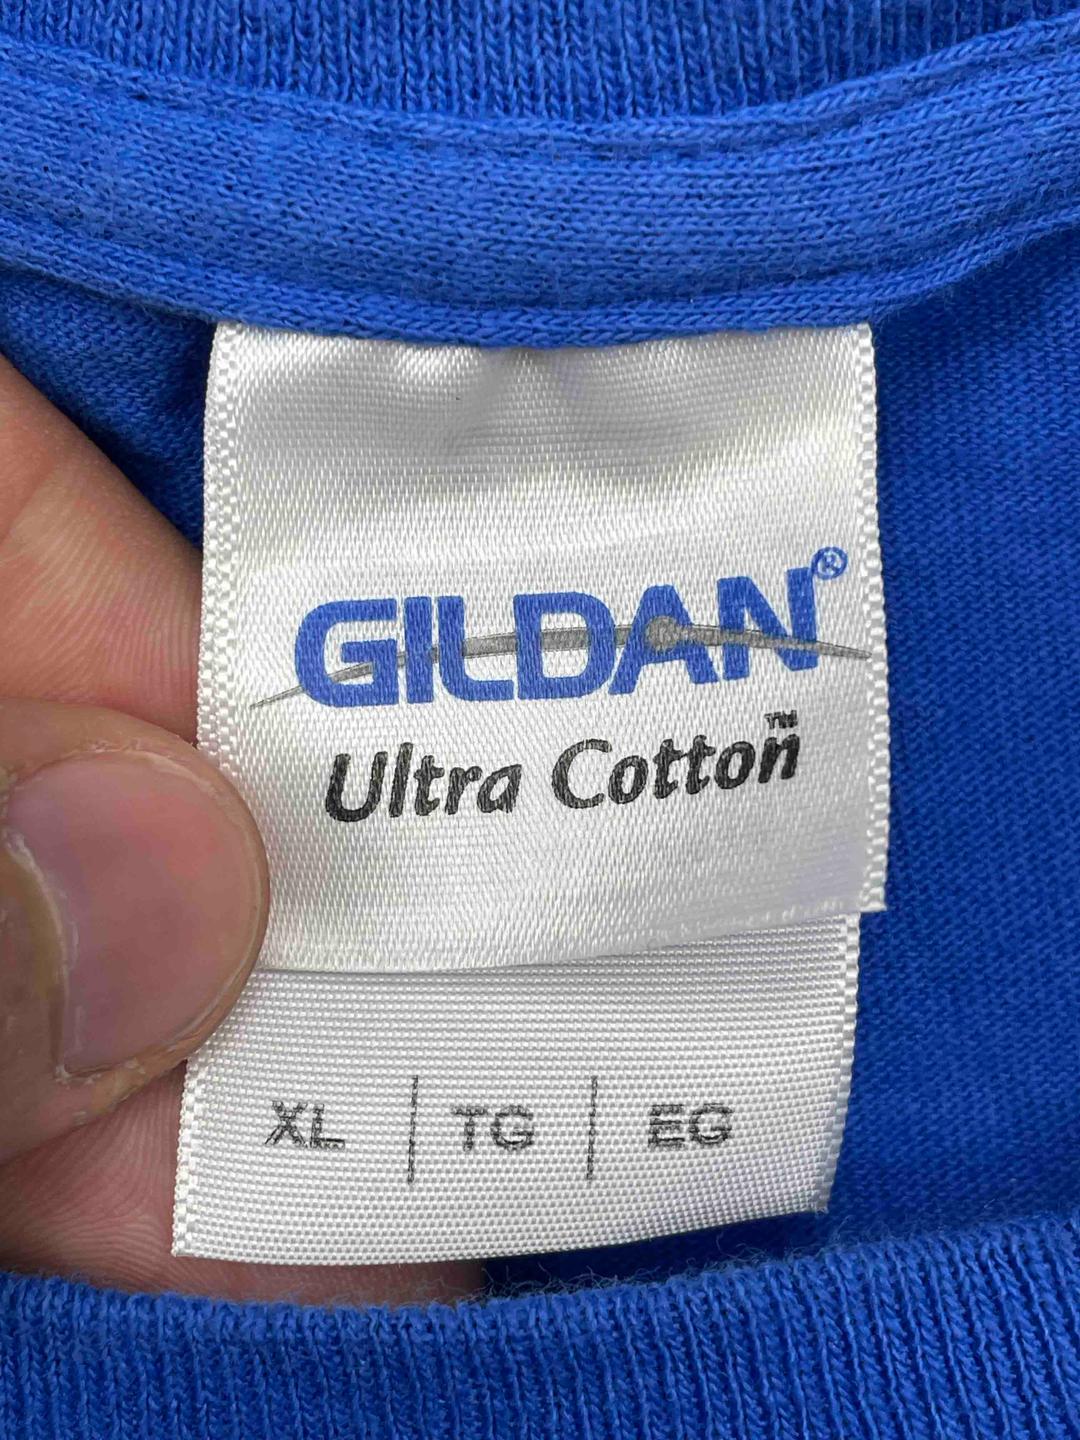 GILDAN®
Ultra Cotton™
XL | TG | EG